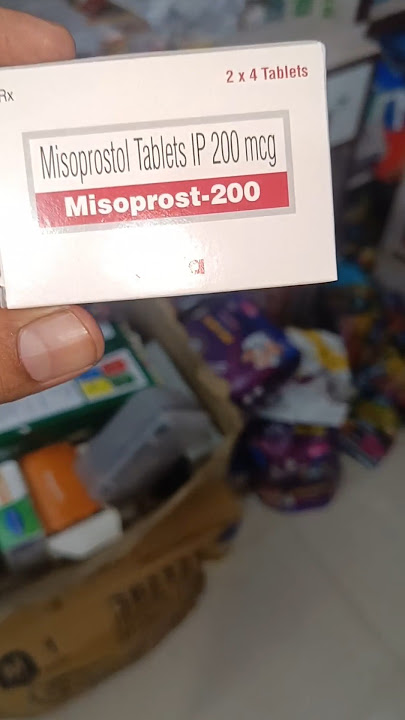 Rx
2 x 4 Tablets
Misoprostol Tablets IP 200 mcg
Misoprost-200